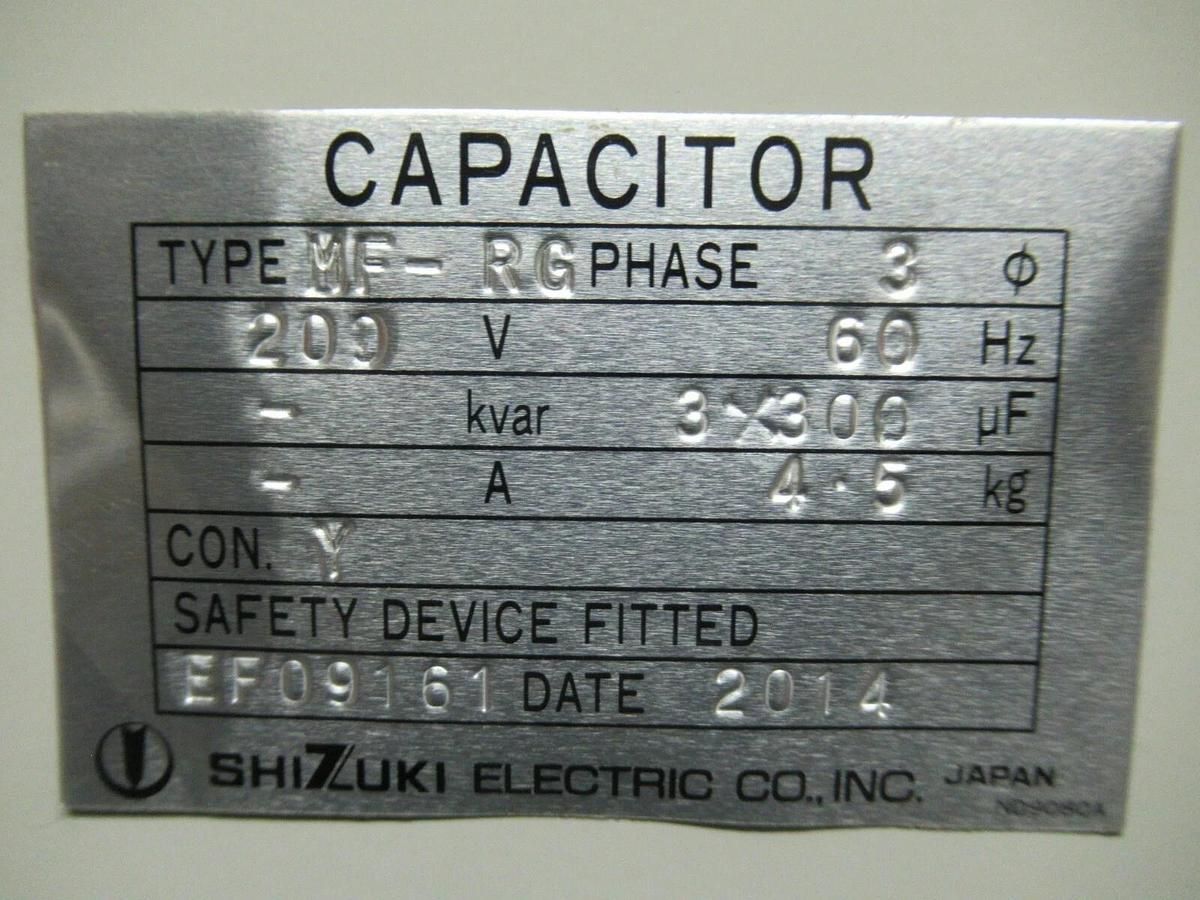 CAPACITOR
TYPE MF- RG PHASE 3 ϕ
200 V 60 Hz
- kvar 3×300 µF
- A 4.5 kg
CON. Y
SAFETY DEVICE FITTED
EF09161 DATE 2014
SHIZUKI ELECTRIC CO., INC. JAPAN